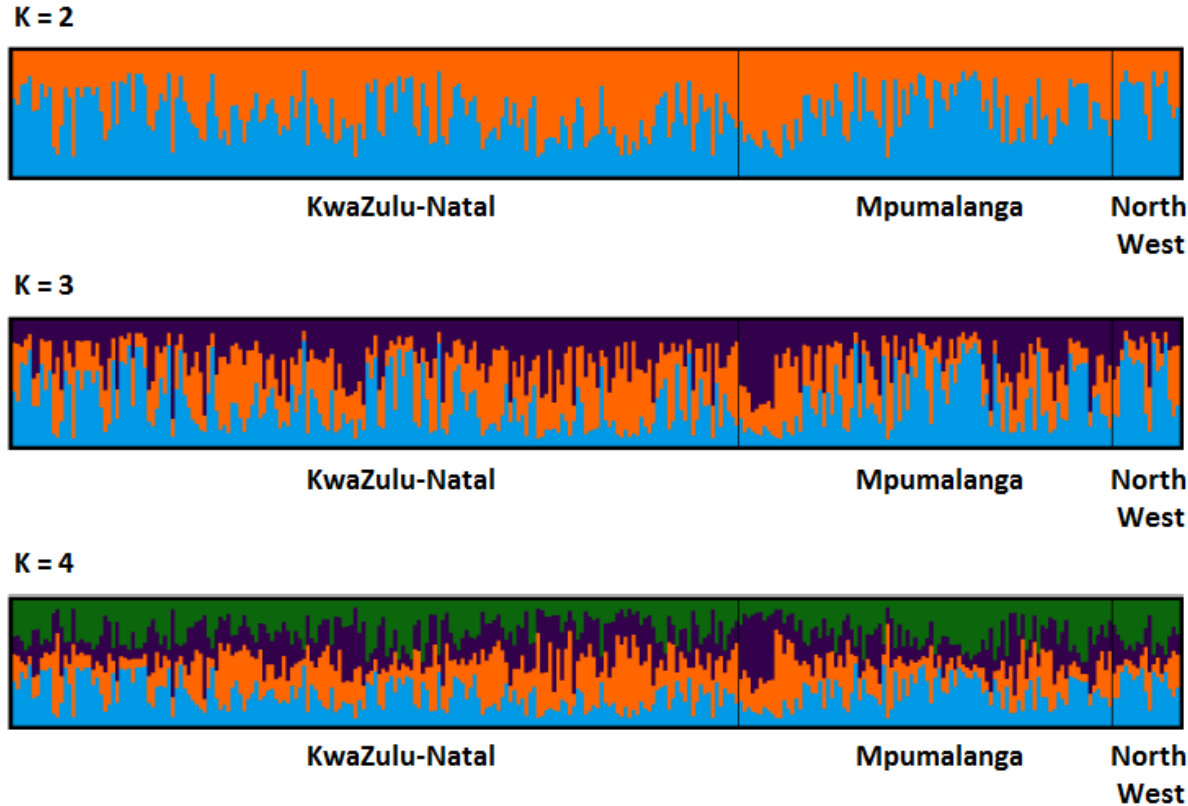 K = 2
KwaZulu-Natal Mpumalanga North
West
K = 3
KwaZulu-Natal Mpumalanga North
West
K = 4
KwaZulu-Natal Mpumalanga North
West